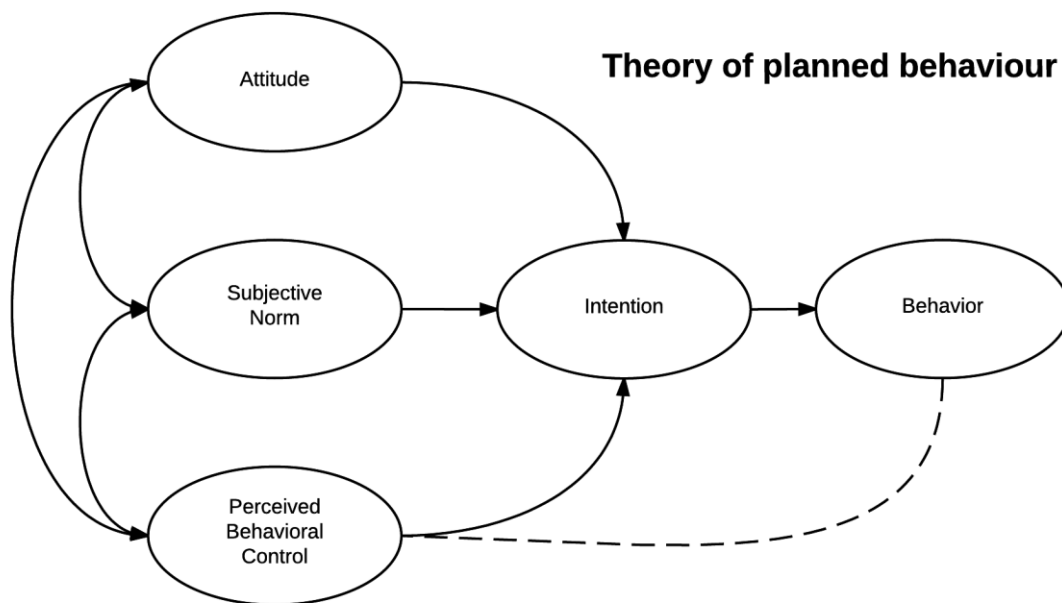 Theory of planned behaviour
Attitude
Subjective
Norm
Intention
Behavior
Perceived
Behavioral
Control